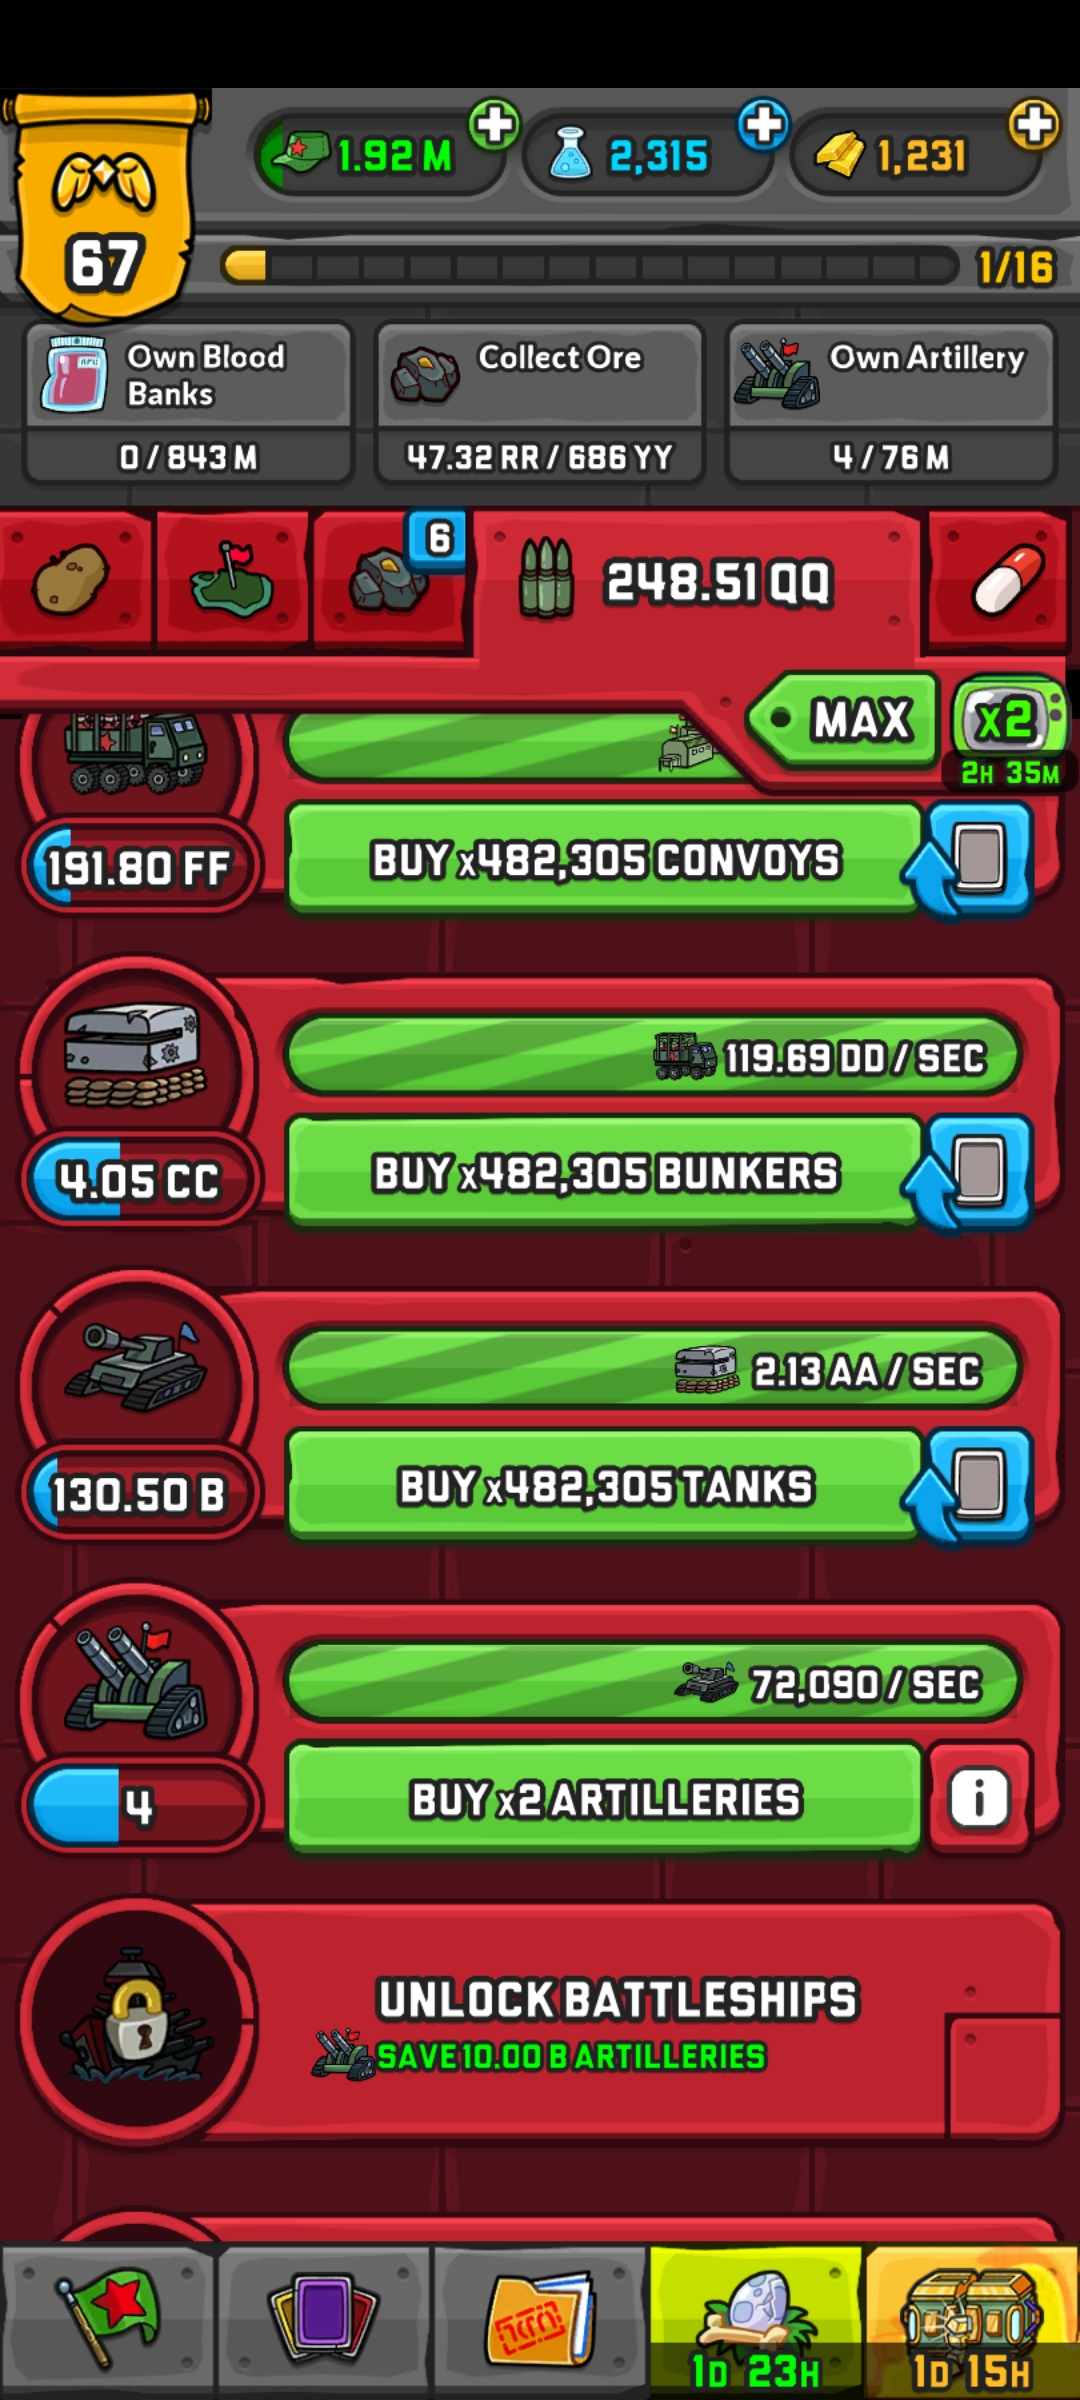 1.92 M
2,315
1,231
67
1/16
Own Blood
Banks
Collect Ore
Own Artillery
0 / 843 M
47.32 RR / 686 YY
4 / 76 M
6
248.51 QQ
MAX
x2
2H 35M
191.80 FF
BUY x482,305 CONVOYS
119.69 DD / SEC
4.05 CC
BUY x482,305 BUNKERS
2.13 AA / SEC
130.50 B
BUY x482,305 TANKS
72,090 / SEC
4
BUY x2 ARTILLERIES
i
UNLOCK BATTLESHIPS
SAVE 10.00 B ARTILLERIES
1D 23H
1D 15H